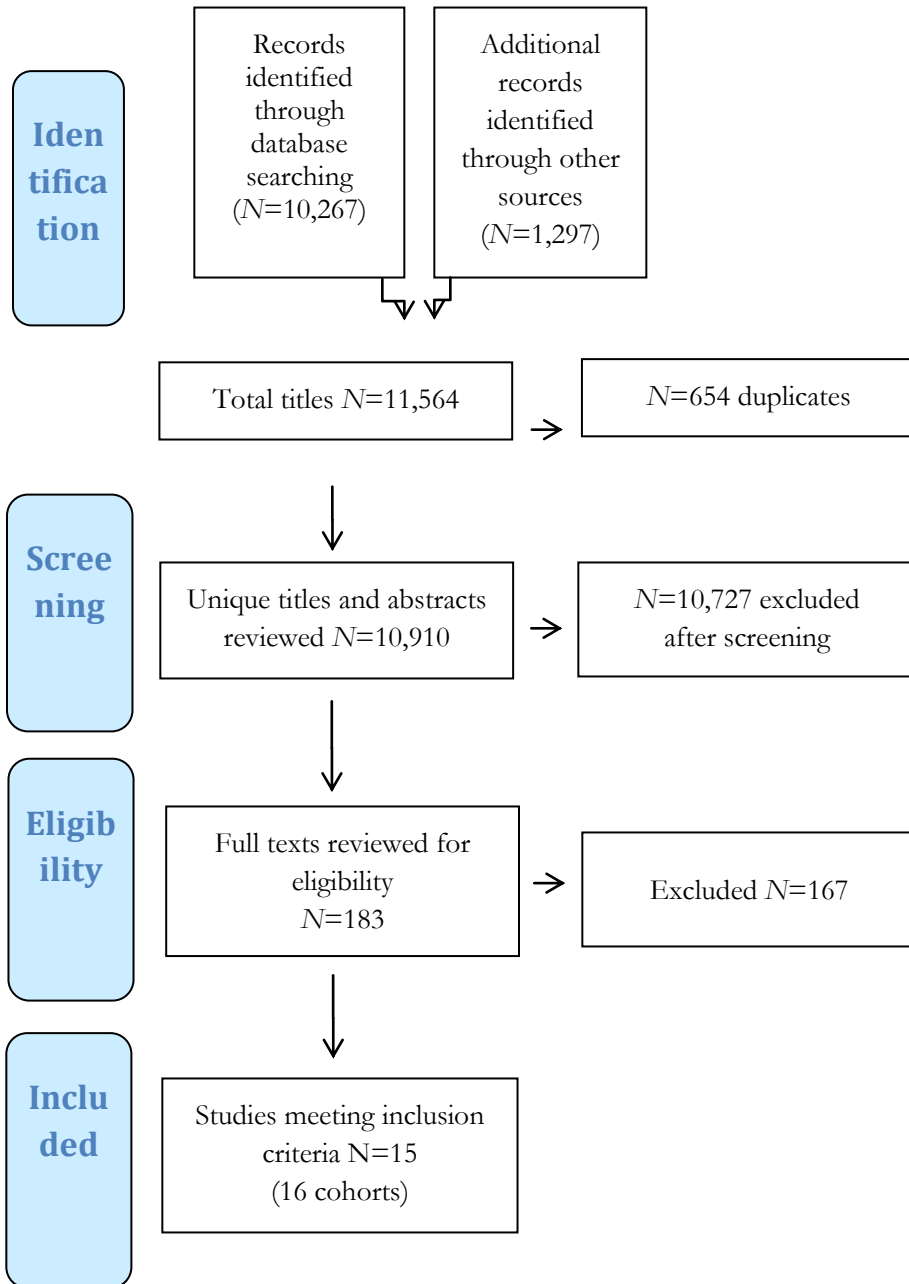 Iden
tifica
tion
Records
identified
through
database
searching
(N=10,267)
Additional
records
identified
through other
sources
(N=1,297)
Total titles N=11,564
N=654 duplicates
Scree
ning
Unique titles and abstracts
reviewed N=10,910
N=10,727 excluded
after screening
Eligib
ility
Full texts reviewed for
eligibility
N=183
Excluded N=167
Inclu
ded
Studies meeting inclusion
criteria N=15
(16 cohorts)